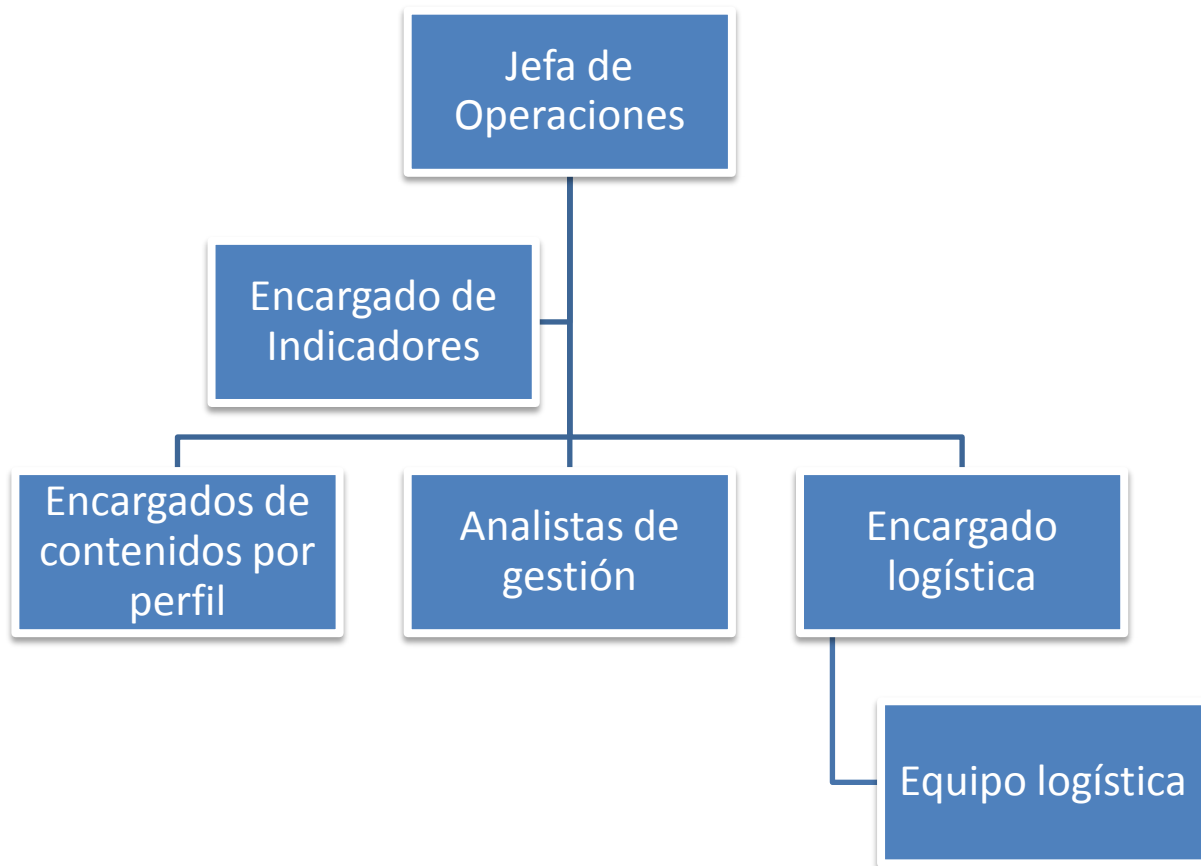 Jefa de
Operaciones
Encargado de
Indicadores
Encargados de
contenidos por
perfil
Analistas de
gestión
Encargado
logística
Equipo logística